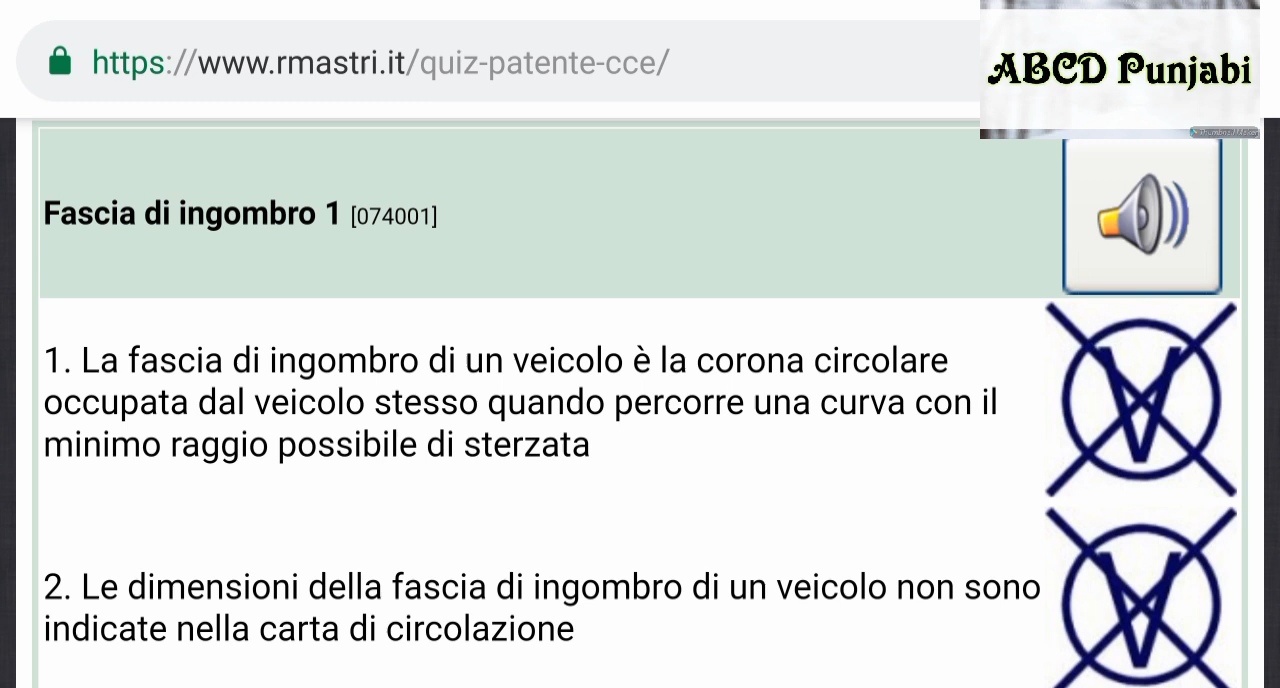 https://www.rmastri.it/quiz-patente-cce/
ABCD Punjabi
Fascia di ingombro 1 [074001]
1. La fascia di ingombro di un veicolo è la corona circolare
occupata dal veicolo stesso quando percorre una curva con il
minimo raggio possibile di sterzata
V
2. Le dimensioni della fascia di ingombro di un veicolo non sono
indicate nella carta di circolazione
V